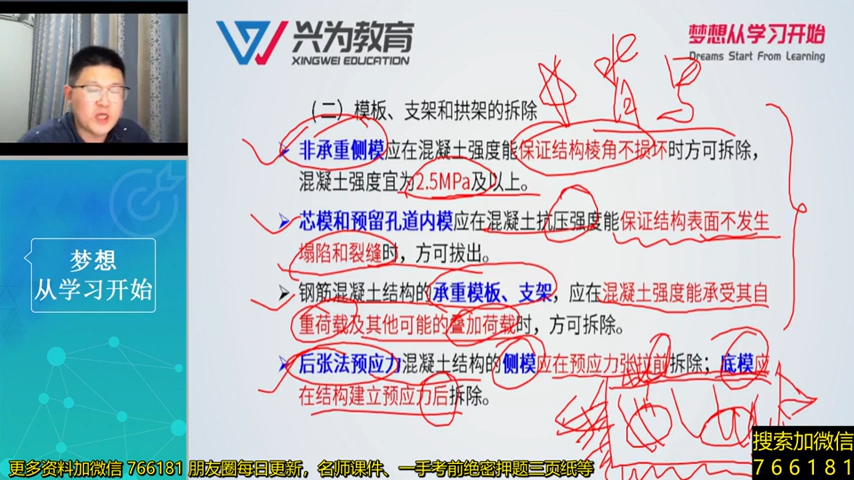 兴为教育
XINGWEI EDUCATION
梦想从学习开始
Dreams Start From Learning
（二）模板、支架和拱架的拆除
➢ 非承重侧模应在混凝土强度能保证结构棱角不损坏时方可拆除，
混凝土强度宜为2.5MPa及以上。
➢ 芯模和预留孔道内模应在混凝土抗压强度能保证结构表面不发生
塌陷和裂缝时，方可拔出。
➢ 钢筋混凝土结构的承重模板、支架，应在混凝土强度能承受其自
重荷载及其他可能的叠加荷载时，方可拆除。
➢ 后张法预应力混凝土结构的侧模应在预应力张拉前拆除；底模应
在结构建立预应力后拆除。
梦想
从学习开始
搜索加微信
766181
更多资料加微信 766181 朋友圈每日更新，名师课件、一手考前绝密押题三页纸等